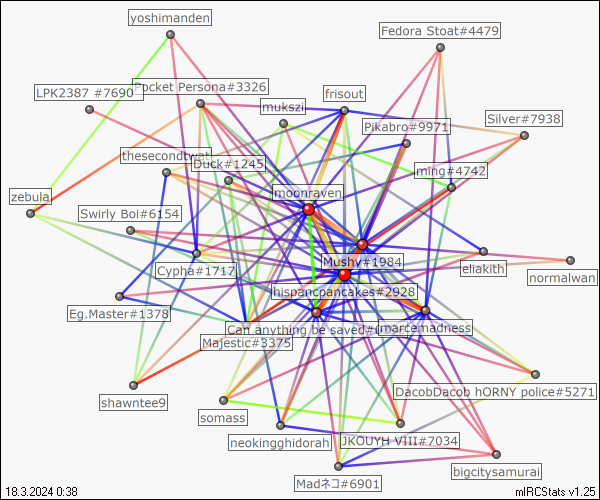 yoshimanden
Fedora Stoat#4479
LPK2387 #7690
Pocket Persona#3326
frisout
mukszi
Silver#7938
Pikabro#9971
thesecondtwat
Duck#1245
ming#4742
moonraven
zebula
Swirly Boi#6154
Mushy#1984
eliakith
Cypha#1717
normalwan
hispancpancakes#2928
Eg.Master#1378
Can anything be saved#
marcemadness
Majestic#3375
DacobDacob hORNY police#5271
shawntee9
somass
neokingghidorah
JKOUYH VIII#7034
bigcitysamurai
Madネコ#6901
18.3.2024 0:38
mIRCStats v1.25